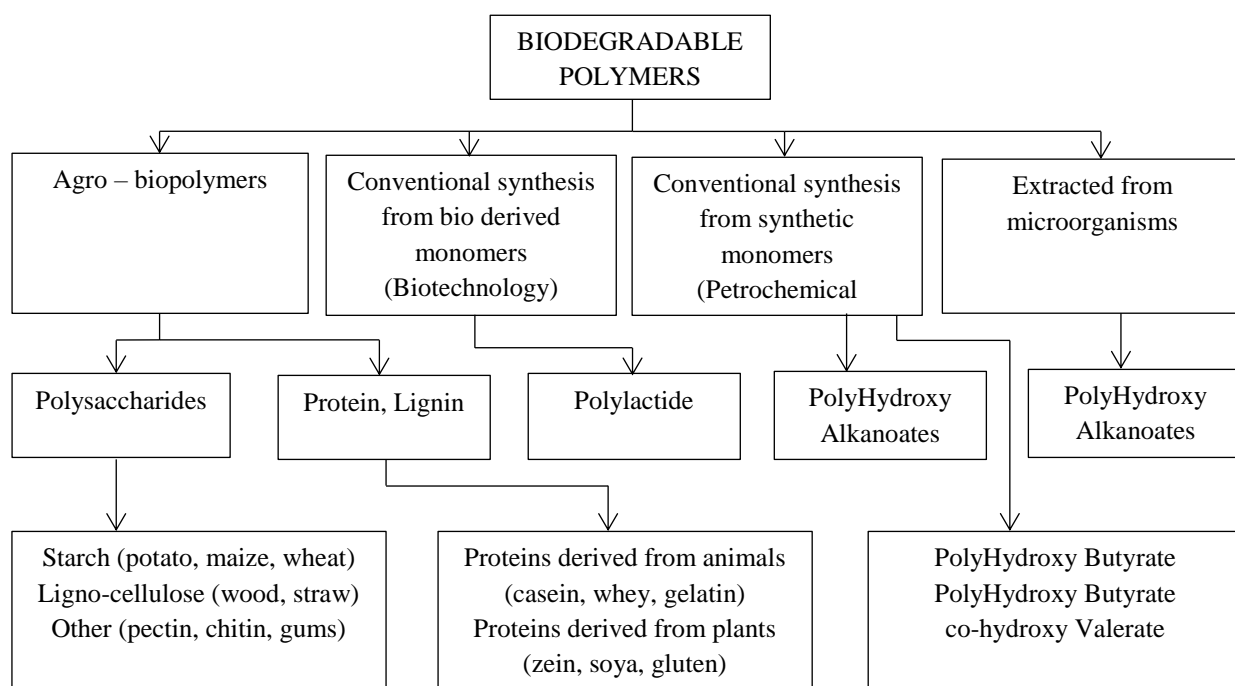 BIODEGRADABLE
POLYMERS
Agro – biopolymers
Conventional synthesis
from bio derived
monomers
(Biotechnology)
Conventional synthesis
from synthetic
monomers
(Petrochemical
Extracted from
microorganisms
Polysaccharides
Protein, Lignin
Polylactide
PolyHydroxy
Alkanoates
PolyHydroxy
Alkanoates
Starch (potato, maize, wheat)
Ligno-cellulose (wood, straw)
Other (pectin, chitin, gums)
Proteins derived from animals
(casein, whey, gelatin)
Proteins derived from plants
(zein, soya, gluten)
PolyHydroxy Butyrate
PolyHydroxy Butyrate
co-hydroxy Valerate